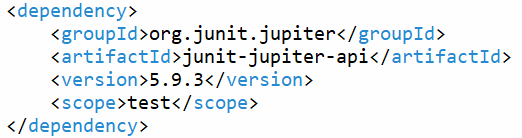 <dependency>
    <groupId>org.junit.jupiter</groupId>
    <artifactId>junit-jupiter-api</artifactId>
    <version>5.9.3</version>
    <scope>test</scope>
</dependency>